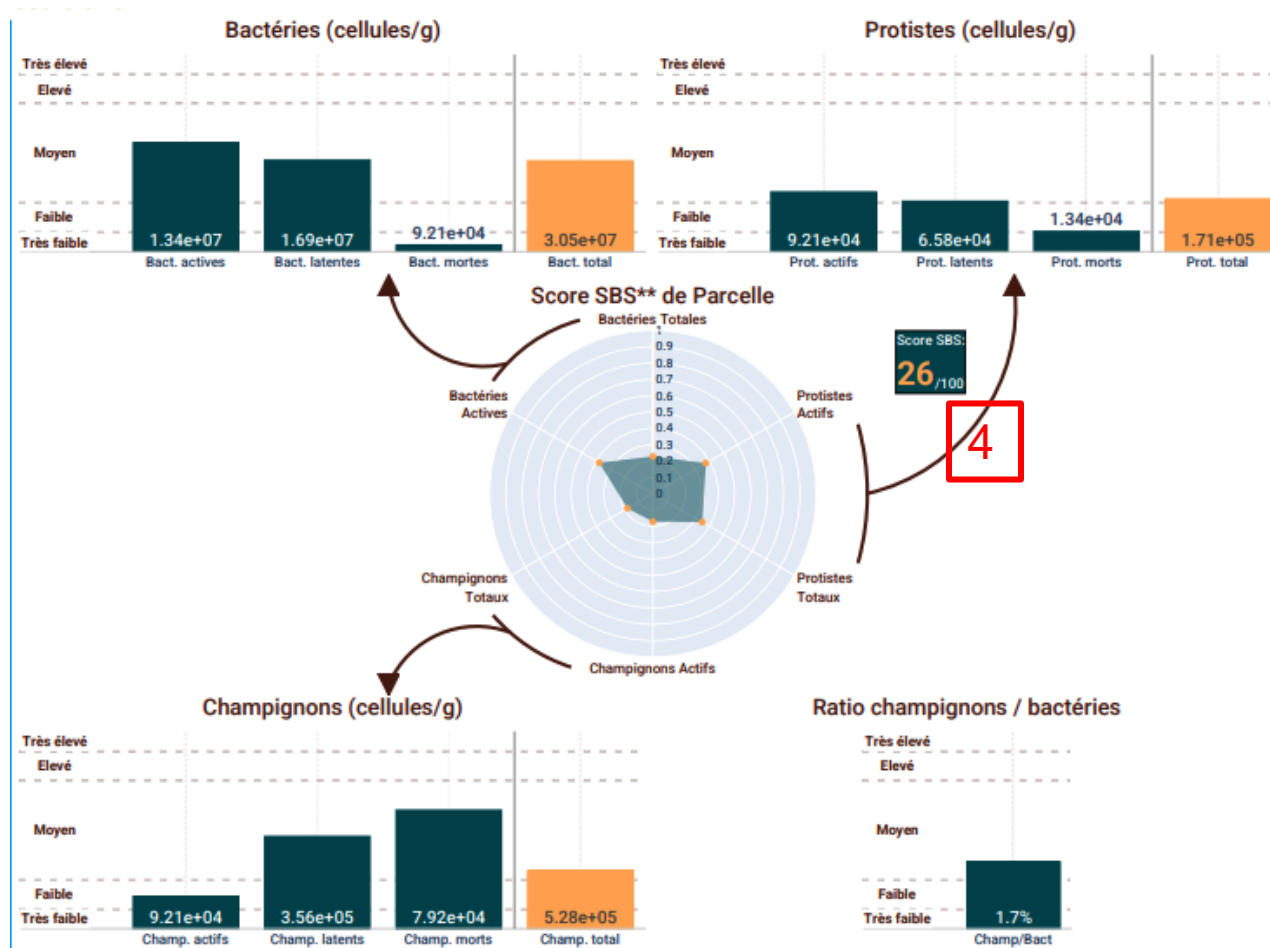 Bactéries (cellules/g)
Très élevé
Elevé
Moyen
Faible
Très faible
1.34e+07
1.69e+07
9.21e+04
3.05e+07
Bact. actives
Bact. latentes
Bact. mortes
Bact. total
Protistes (cellules/g)
Très élevé
Elevé
Moyen
Faible
Très faible
9.21e+04
6.58e+04
1.34e+04
1.71e+05
Prot. actifs
Prot. latents
Prot. morts
Prot. total
Score SBS** de Parcelle
Bactéries Totales
1
0.9
0.8
0.7
0.6
0.5
0.4
0.3
0.2
0.1
0
Bactéries
Actives
Protistes
Actifs
Score SBS:
26/100
4
Champignons
Totaux
Protistes
Totaux
Champignons Actifs
Champignons (cellules/g)
Très élevé
Elevé
Moyen
Faible
Très faible
9.21e+04
3.56e+05
7.92e+04
5.28e+05
Champ. actifs
Champ. latents
Champ. morts
Champ. total
Ratio champignons / bactéries
Très élevé
Elevé
Moyen
Faible
Très faible
1.7%
Champ/Bact